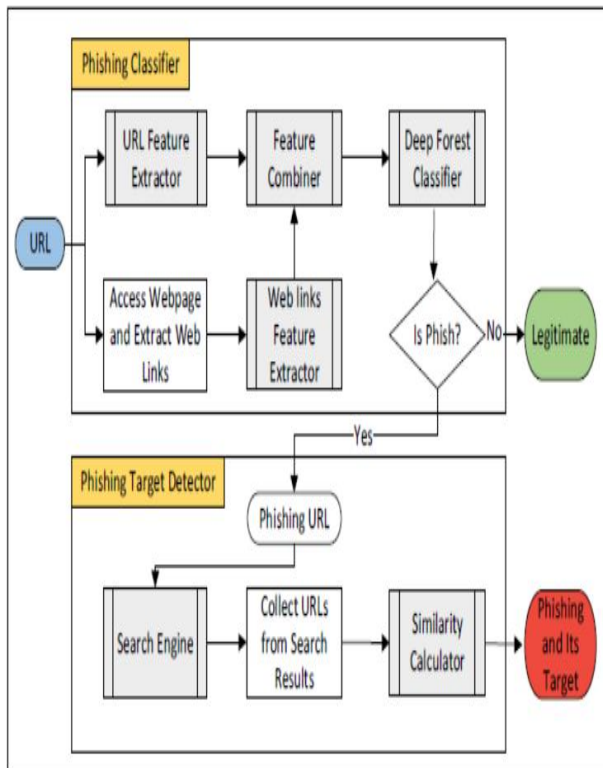 Phishing Classifier
URL Feature
Extractor
Feature
Combiner
Deep Forest
Classifier
URL
Access Webpage
and Extract Web
Links
Web links
Feature
Extractor
Is Phish?
No
Legitimate
Yes
Phishing Target Detector
Phishing URL
Search Engine
Collect URLs
from Search
Results
Similarity
Calculator
Phishing
and Its
Target